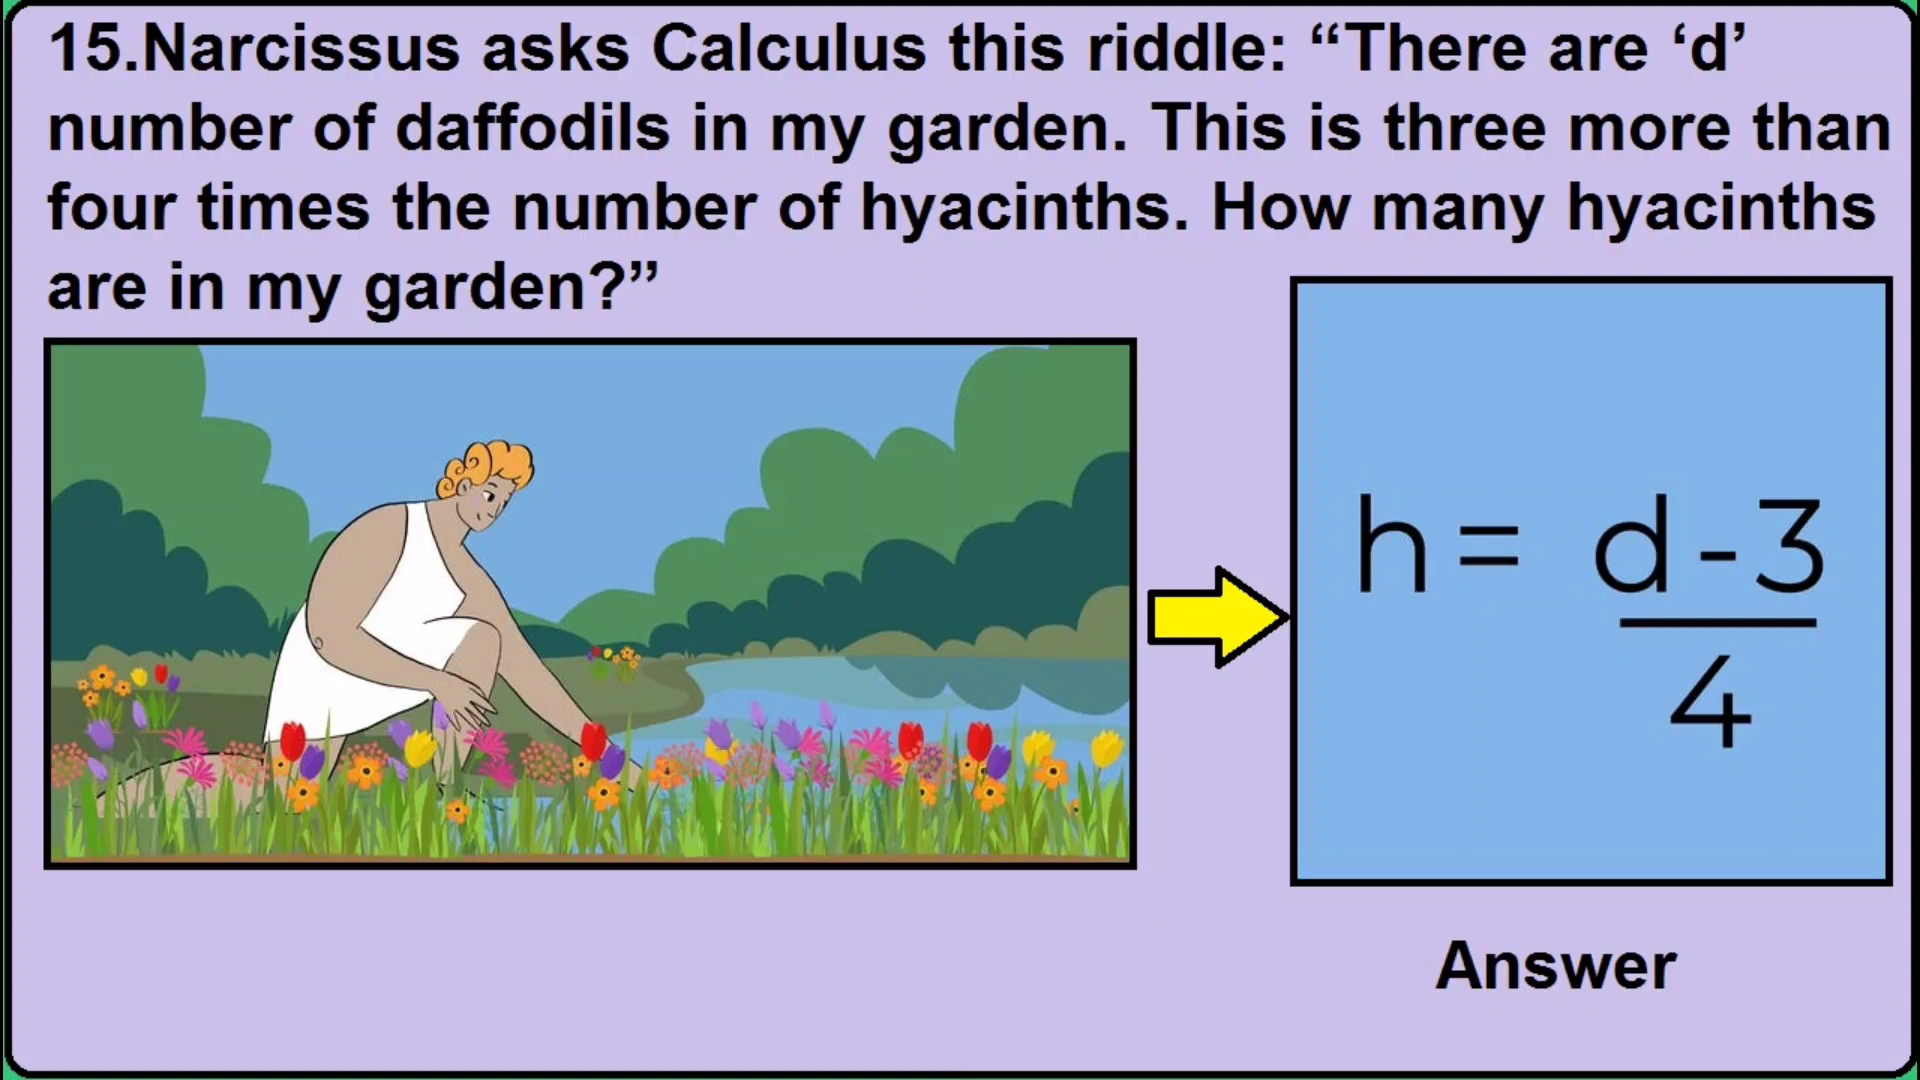 15.Narcissus asks Calculus this riddle: “There are ‘d’
number of daffodils in my garden. This is three more than
four times the number of hyacinths. How many hyacinths
are in my garden?”
h = d - 3
4
Answer